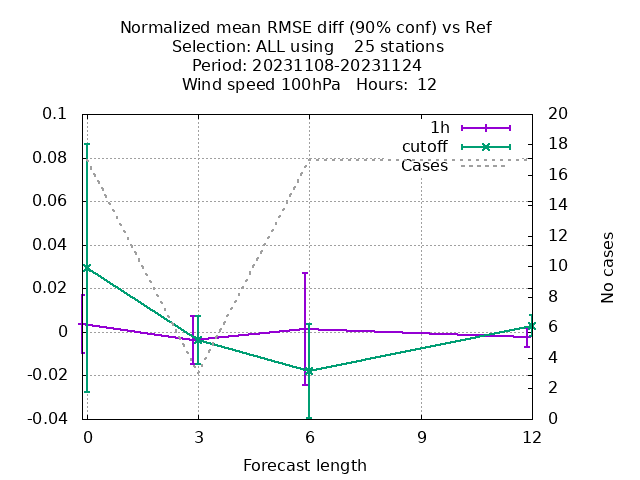 Normalized mean RMSE diff (90% conf) vs Ref
Selection: ALL using    25 stations
Period: 20231108-20231124
Wind speed 100hPa   Hours:  12
0.1
0.08
0.06
0.04
0.02
0
-0.02
-0.04
20
18
16
14
12
10
8
6
4
2
0
1h
cutoff
Cases
No cases
0 3 6 9 12
Forecast length